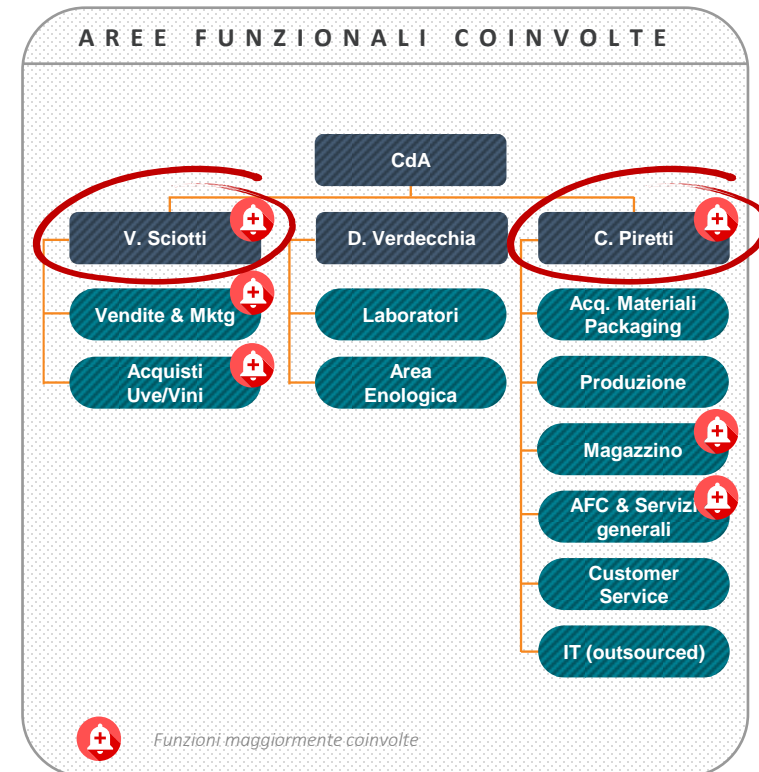 AREE FUNZIONALI COINVOLTE
CdA
V. Sciotti
D. Verdecchia
C. Piretti
Vendite & Mktg
Laboratori
Acq. Materiali
Packaging
Acquisti
Uve/Vini
Area
Enologica
Produzione
Magazzino
AFC & Servizi
generali
Customer
Service
IT (outsourced)
Funzioni maggiormente coinvolte